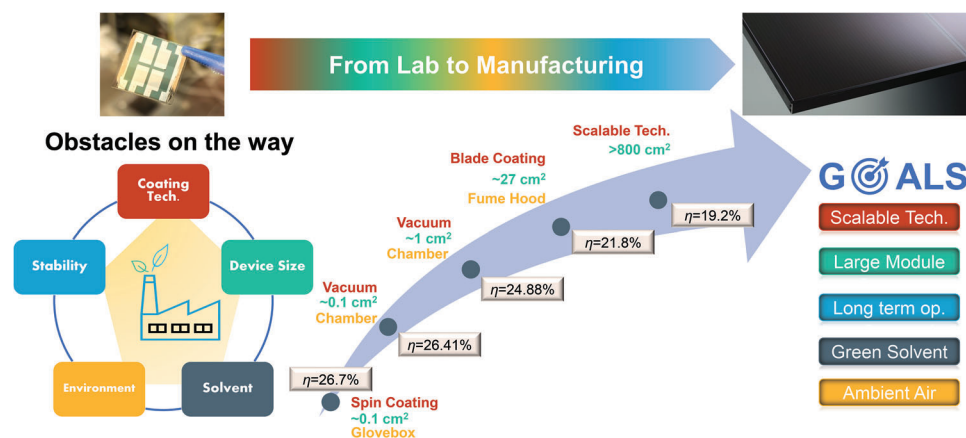 From Lab to Manufacturing
Obstacles on the way
Coating
Tech.
Stability
Device Size
Environment
Solvent
Spin Coating
~0.1 cm²
Glovebox
η=26.7%
Vacuum
~0.1 cm²
Chamber
η=26.41%
Vacuum
~1 cm²
Chamber
η=24.88%
Blade Coating
~27 cm²
Fume Hood
η=21.8%
Scalable Tech.
>800 cm²
η=19.2%
GOALS
Scalable Tech.
Large Module
Long term op.
Green Solvent
Ambient Air